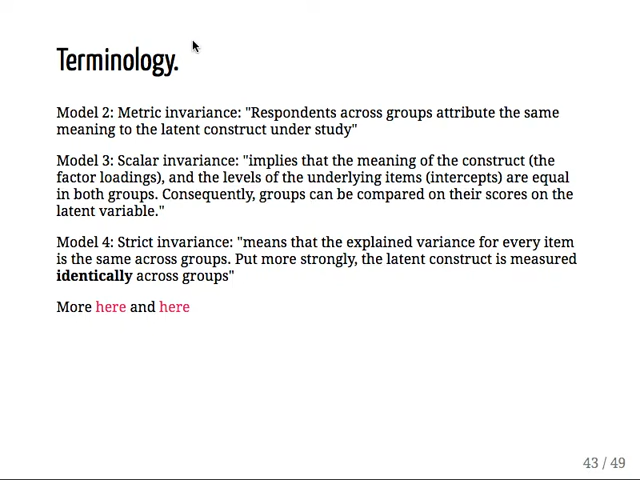 Terminology.
Model 2: Metric invariance: "Respondents across groups attribute the same
meaning to the latent construct under study"
Model 3: Scalar invariance: "implies that the meaning of the construct (the
factor loadings), and the levels of the underlying items (intercepts) are equal
in both groups. Consequently, groups can be compared on their scores on the
latent variable."
Model 4: Strict invariance: "means that the explained variance for every item
is the same across groups. Put more strongly, the latent construct is measured
identically across groups"
More here and here
43 / 49